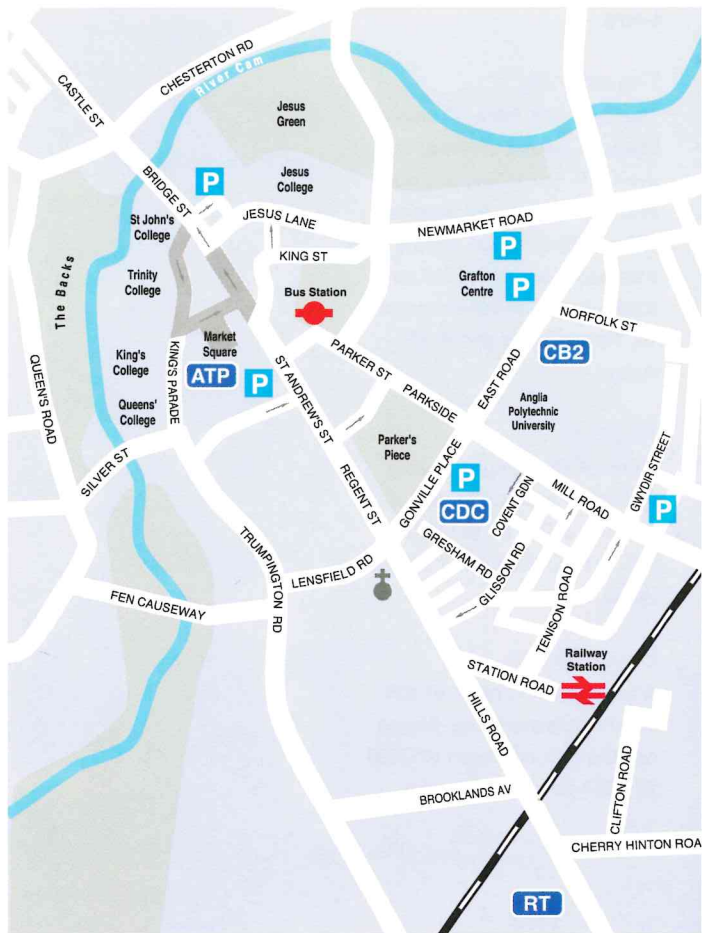 CHESTERTON RD
River Cam
CASTLE ST
Jesus
Green
BRIDGE ST
P
Jesus
College
St John's
College
JESUS LANE
NEWMARKET ROAD
KING ST
P
The Backs
Trinity
College
Grafton
Centre
P
Bus Station
NORFOLK ST
Market
Square
PARKER ST
CB2
King's
College
KING'S PARADE
ATP
P
ST ANDREW'S ST
PARKSIDE
EAST ROAD
QUEEN'S ROAD
Queens'
College
Anglia
Polytechnic
University
Parker's
Piece
SILVER ST
REGENT ST
GONVILLE PLACE
P
CDC
COVENT GDN
MILL ROAD
GWYDIR STREET
P
TRUMPINGTON
RD
LENSFIELD RD
GRESHAM RD
GLISSON RD
FEN CAUSEWAY
TENISON ROAD
Railway
Station
STATION ROAD
HILLS ROAD
BROOKLANDS AV
CLIFTON ROAD
CHERRY HINTON ROA
RT